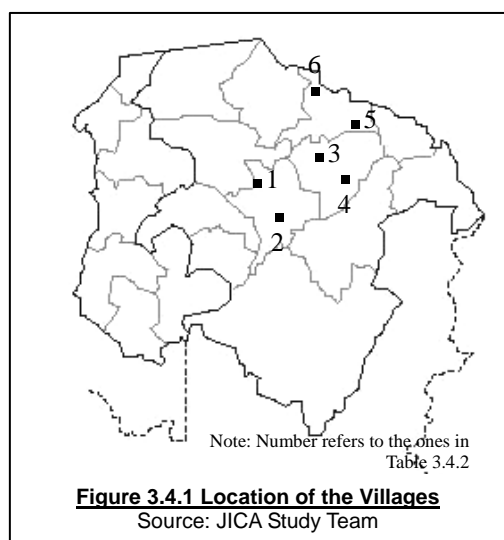 6
5
3
1
4
2
Note: Number refers to the ones in
Table 3.4.2
Figure 3.4.1 Location of the Villages
Source: JICA Study Team